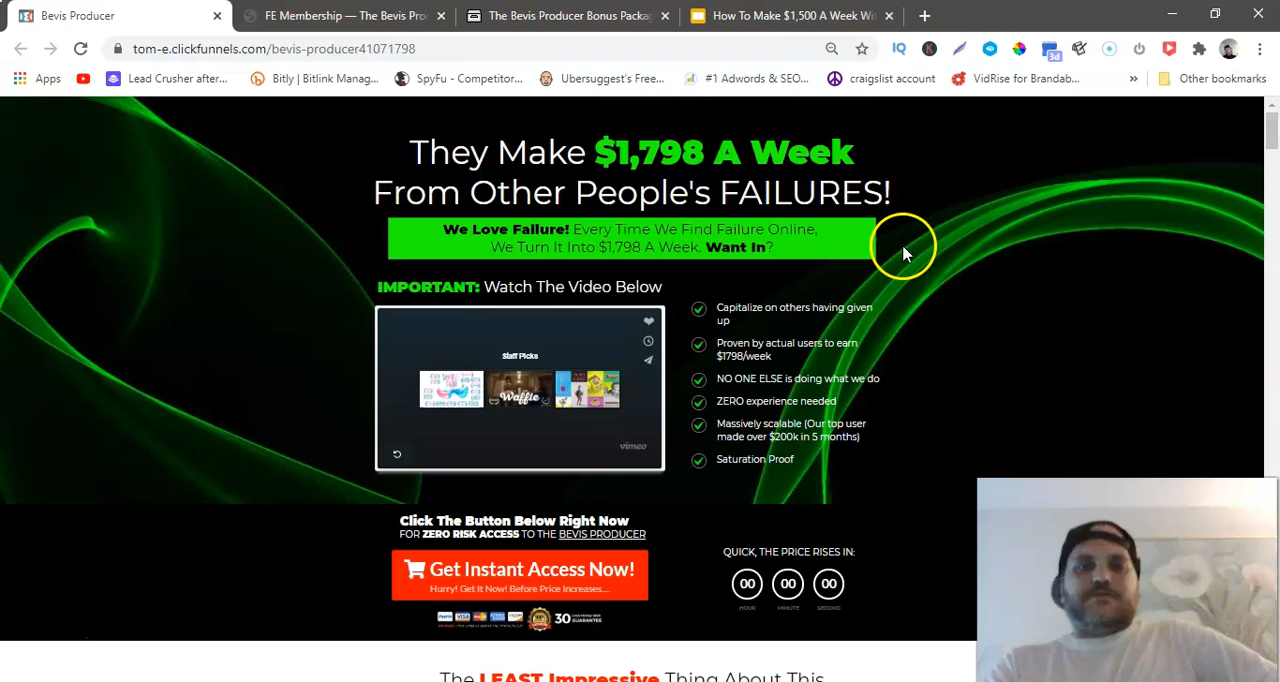 Bevis Producer
FE Membership — The Bevis Pro
The Bevis Producer Bonus Packag
How To Make $1,500 A Week Wit
tom-e.clickfunnels.com/bevis-producer41071798
IQ
K
3d
Apps
Lead Crusher after...
Bitly | Bitlink Manag...
SpyFu - Competitor...
Ubersuggest's Free...
#1 Adwords & SEO...
craigslist account
VidRise for Brandab...
»
Other bookmarks
They Make $1,798 A Week
From Other People's FAILURES!
We Love Failure! Every Time We Find Failure Online,
We Turn It Into $1,798 A Week. Want In?
IMPORTANT: Watch The Video Below
Staff Picks
Waffle
vimeo
Capitalize on others having given
up
Proven by actual users to earn
$1798/week
NO ONE ELSE is doing what we do
ZERO experience needed
Massively scalable (Our top user
made over $200k in 5 months)
Saturation Proof
Click The Button Below Right Now
FOR ZERO RISK ACCESS TO THE BEVIS PRODUCER
Get Instant Access Now!
Hurry! Get It Now! Before Price Increases...
30
GUARANTEE
QUICK, THE PRICE RISES IN:
00 00 00
HOUR MINUTE SECOND
The LEAST Impressive Thing About This